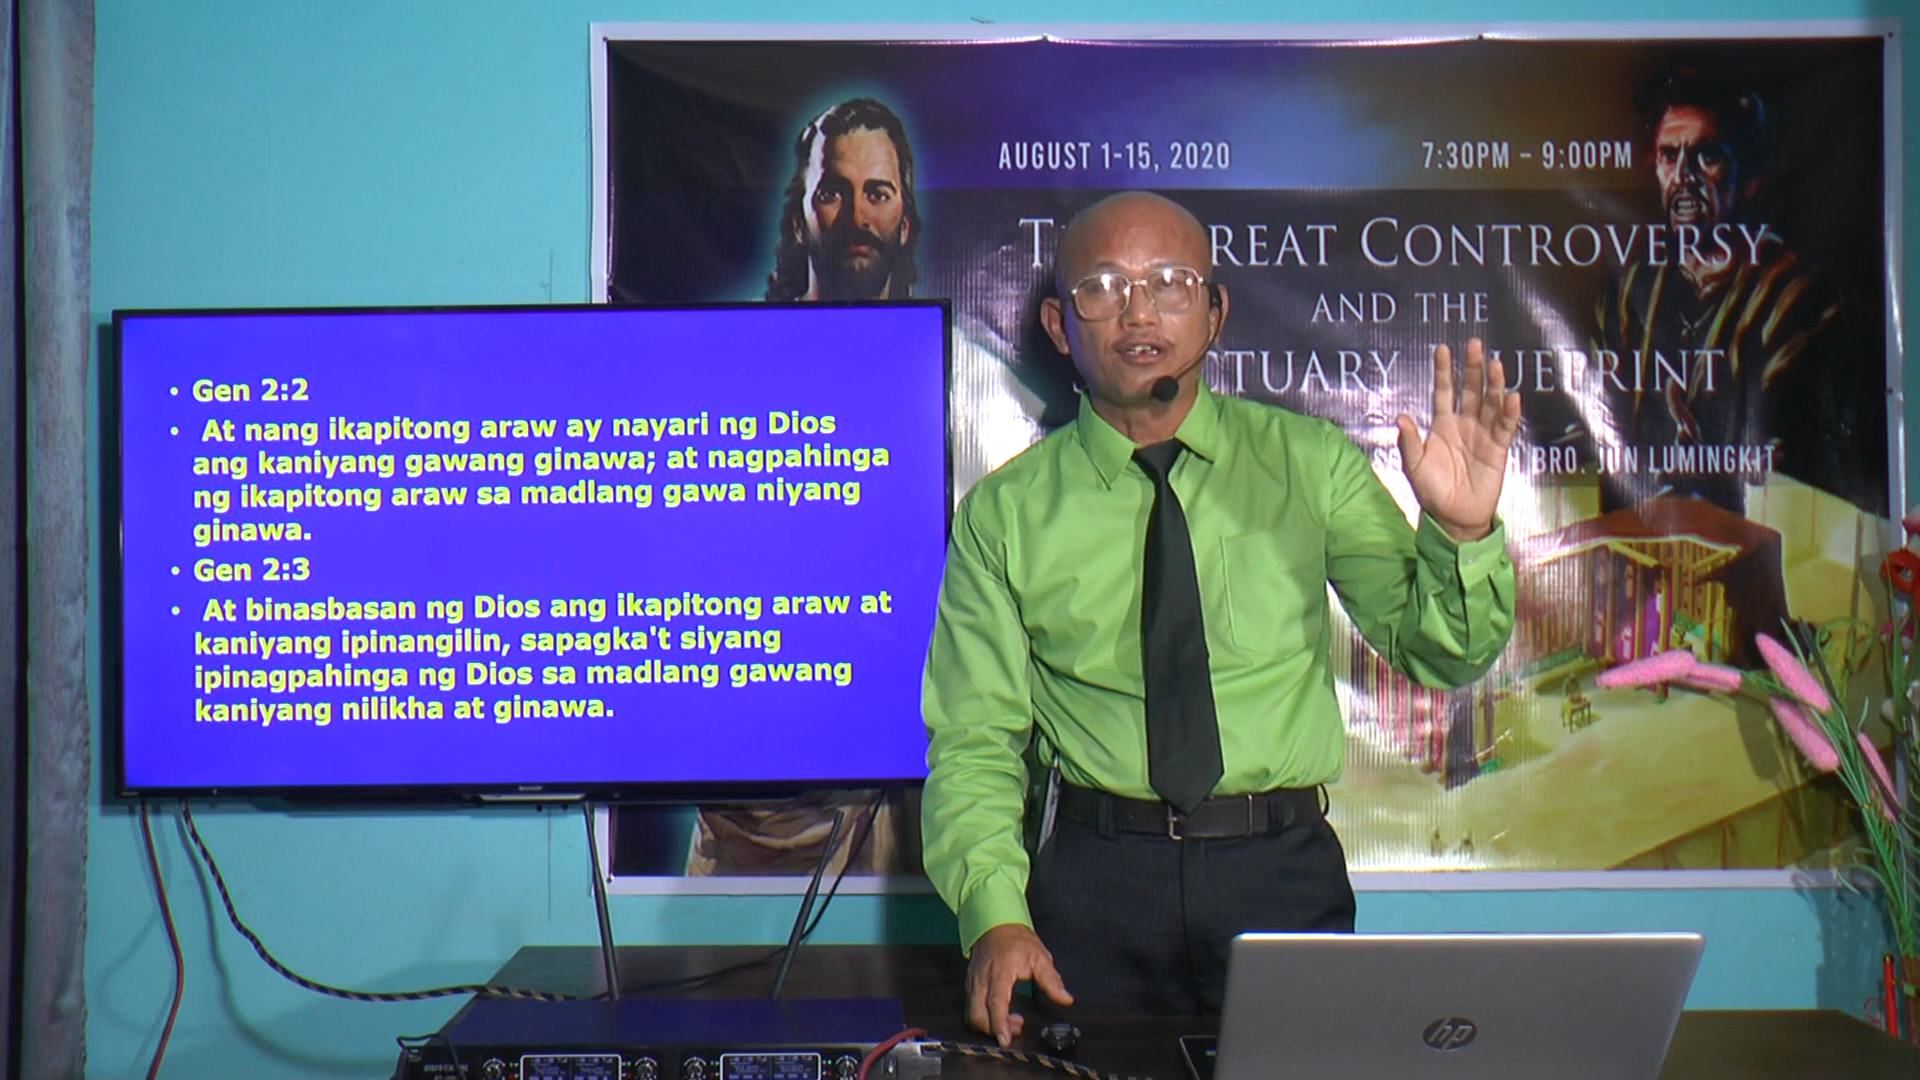 AUGUST 1-15, 2020
7:30PM – 9:00PM
REAT CONTROVERSY
AND THE
CTUARY UEPRINT
BRO. JUN LUMINGKIT
• Gen 2:2
• At nang ikapitong araw ay nayari ng Dios
ang kaniyang gawang ginawa; at nagpahinga
ng ikapitong araw sa madlang gawa niyang
ginawa.
• Gen 2:3
• At binasbasan ng Dios ang ikapitong araw at
kaniyang ipinangilin, sapagka't siyang
ipinagpahinga ng Dios sa madlang gawang
kaniyang nilikha at ginawa.
SHARP
hp